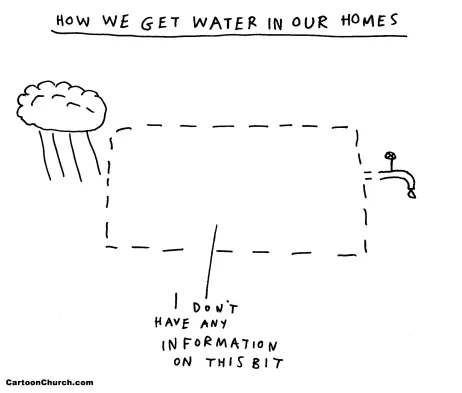 HOW WE GET WATER IN OUR HOMES
I DON'T
HAVE ANY
INFORMATION
ON THIS BIT
CartoonChurch.com